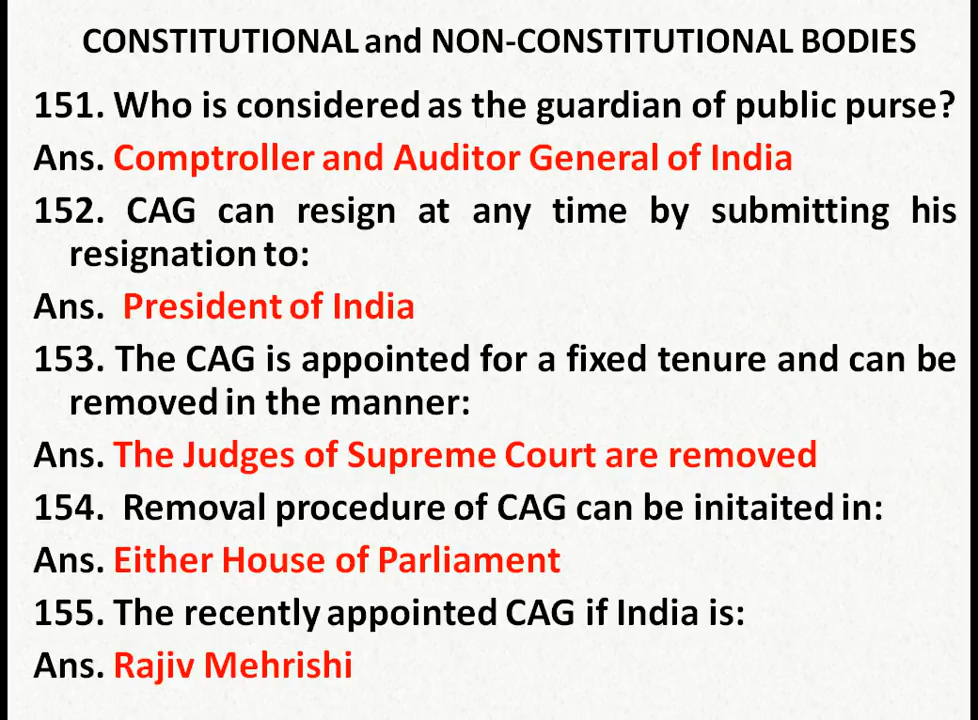 CONSTITUTIONAL and NON-CONSTITUTIONAL BODIES
151. Who is considered as the guardian of public purse?
Ans. Comptroller and Auditor General of India
152. CAG can resign at any time by submitting his
resignation to:
Ans. President of India
153. The CAG is appointed for a fixed tenure and can be
removed in the manner:
Ans. The Judges of Supreme Court are removed
154. Removal procedure of CAG can be initaited in:
Ans. Either House of Parliament
155. The recently appointed CAG if India is:
Ans. Rajiv Mehrishi